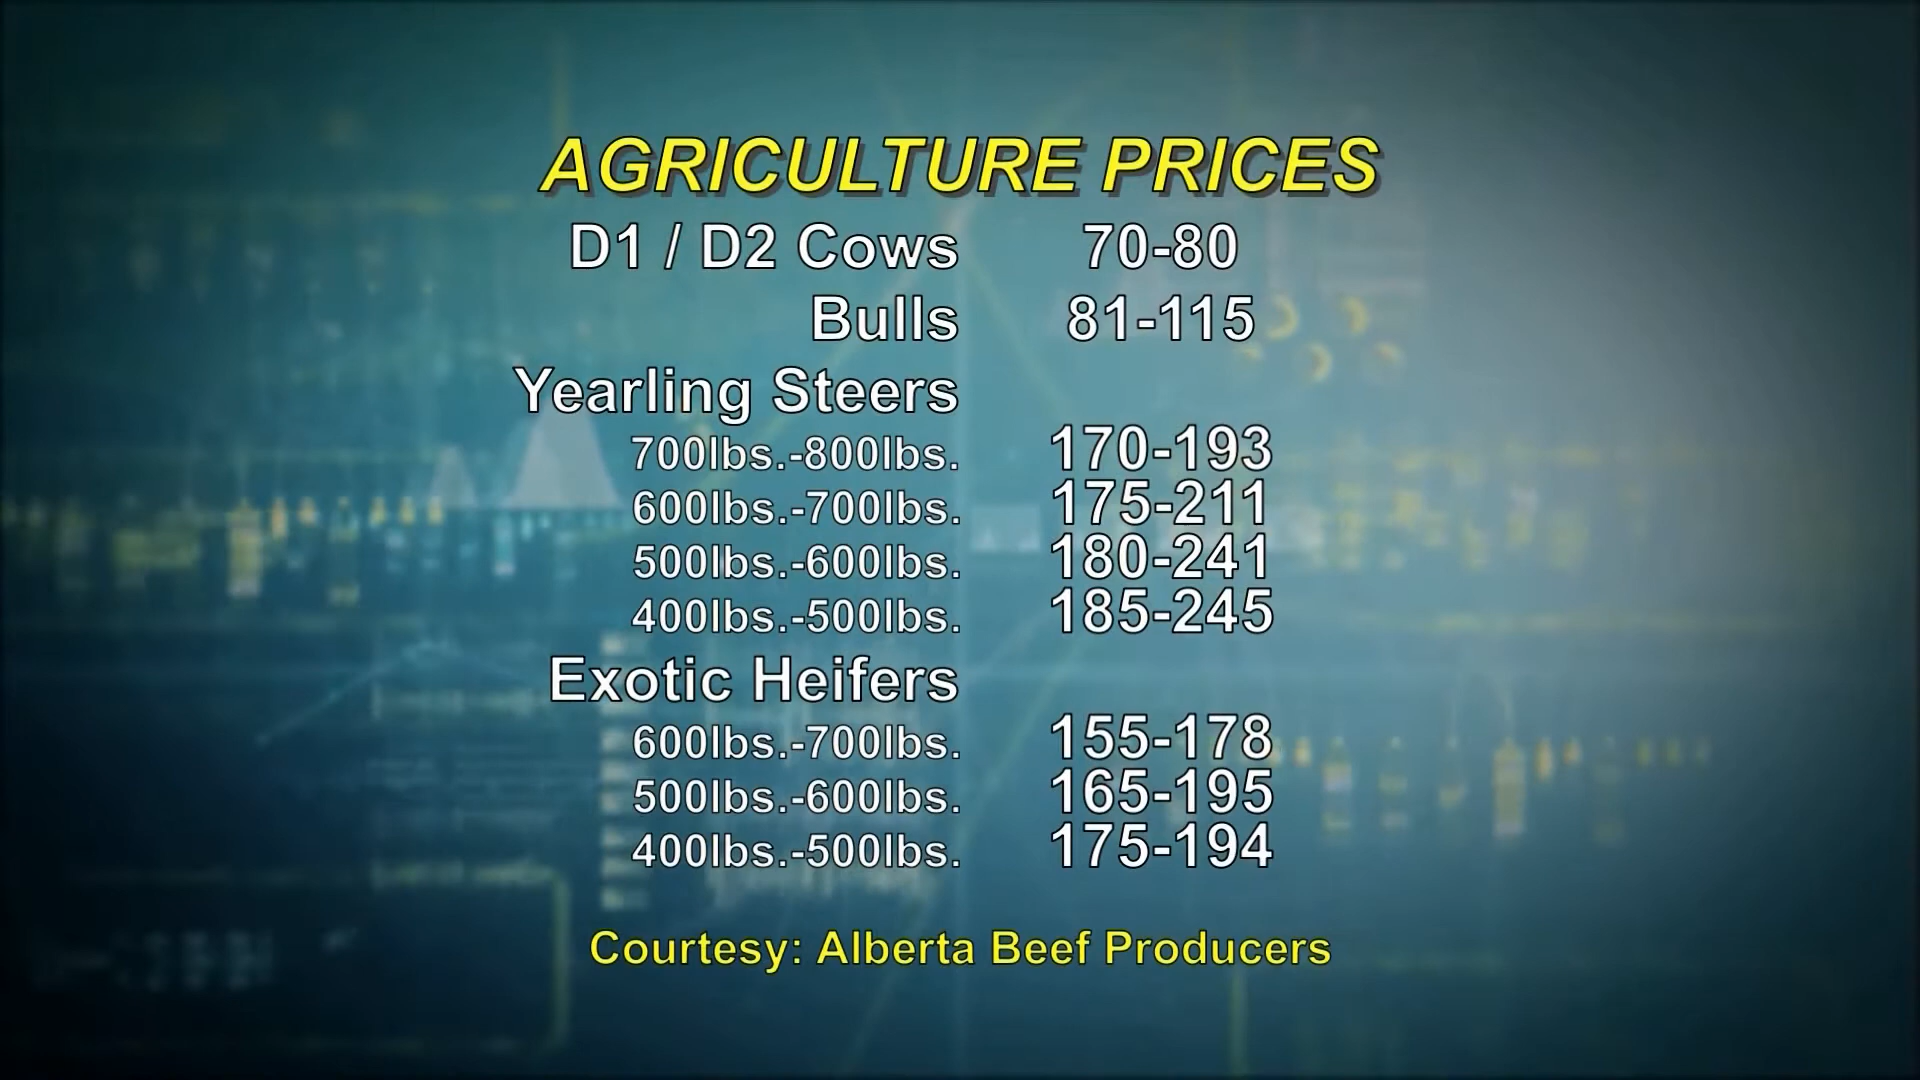 AGRICULTURE PRICES
D1 / D2 Cows 70-80
Bulls 81-115
Yearling Steers
700lbs.-800lbs. 170-193
600lbs.-700lbs. 175-211
500lbs.-600lbs. 180-241
400lbs.-500lbs. 185-245
Exotic Heifers
600lbs.-700lbs. 155-178
500lbs.-600lbs. 165-195
400lbs.-500lbs. 175-194
Courtesy: Alberta Beef Producers